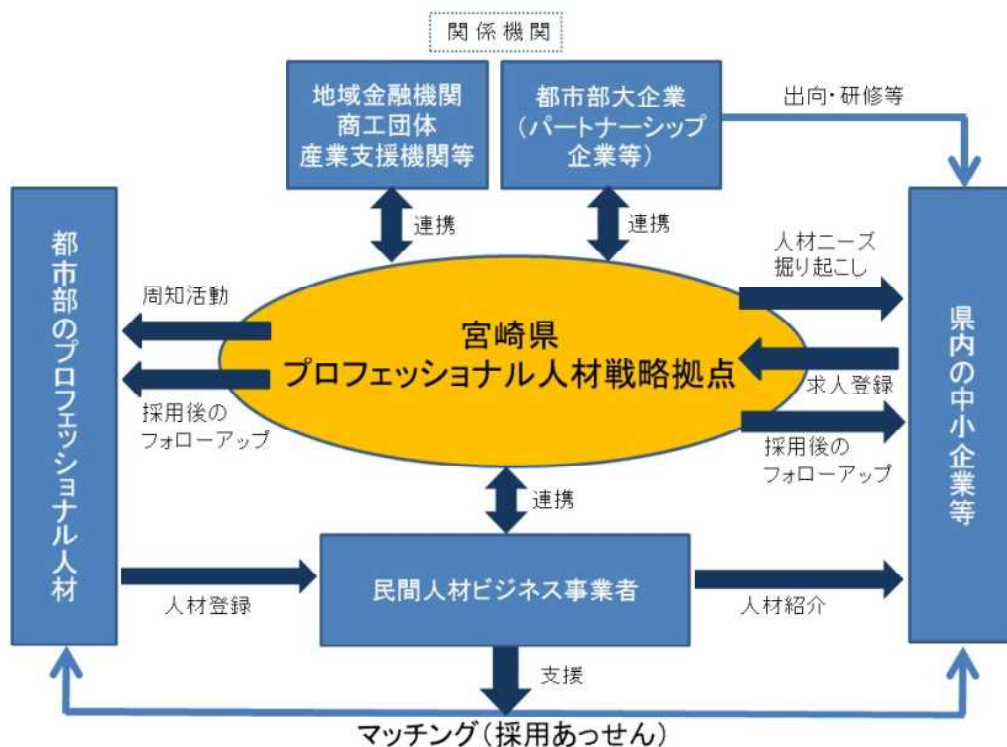 関係機関
地域金融機関
商工団体
産業支援機関等
都市部大企業
（パートナーシップ
企業等）
出向・研修等
連携
連携
都市部のプロフェッショナル人材
周知活動
採用後の
フォローアップ
宮崎県
プロフェッショナル人材戦略拠点
人材ニーズ
掘り起こし
求人登録
採用後の
フォローアップ
県内の中小企業等
連携
人材登録
民間人材ビジネス事業者
人材紹介
支援
マッチング（採用あっせん）